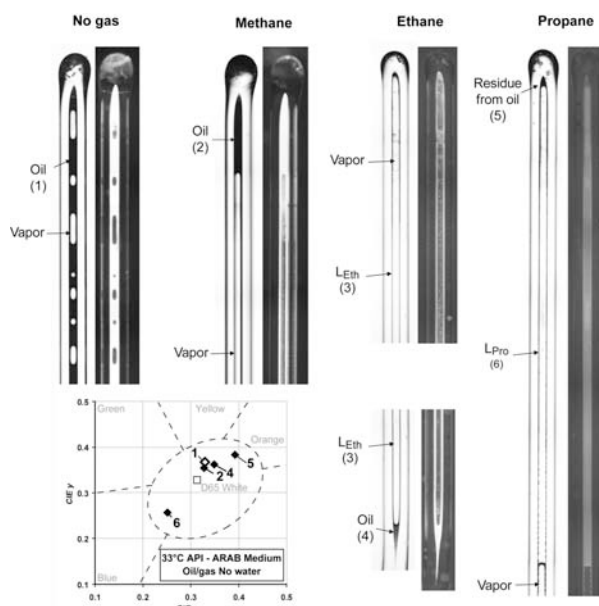 No gas
Methane
Ethane
Propane
Oil
(1)
Vapor
Oil
(2)
Vapor
Vapor
LEth
(3)
LEth
(3)
Oil
(4)
Residue
from oil
(5)
LPro
(6)
Vapor
0.5
0.4
0.3
0.2
0.1
CIE y
Green
Yellow
Orange
Blue
1
2
4
5
6
D65 White
33°C API - ARAB Medium
Oil/gas No water
0.1
0.2
0.3
0.4
0.5